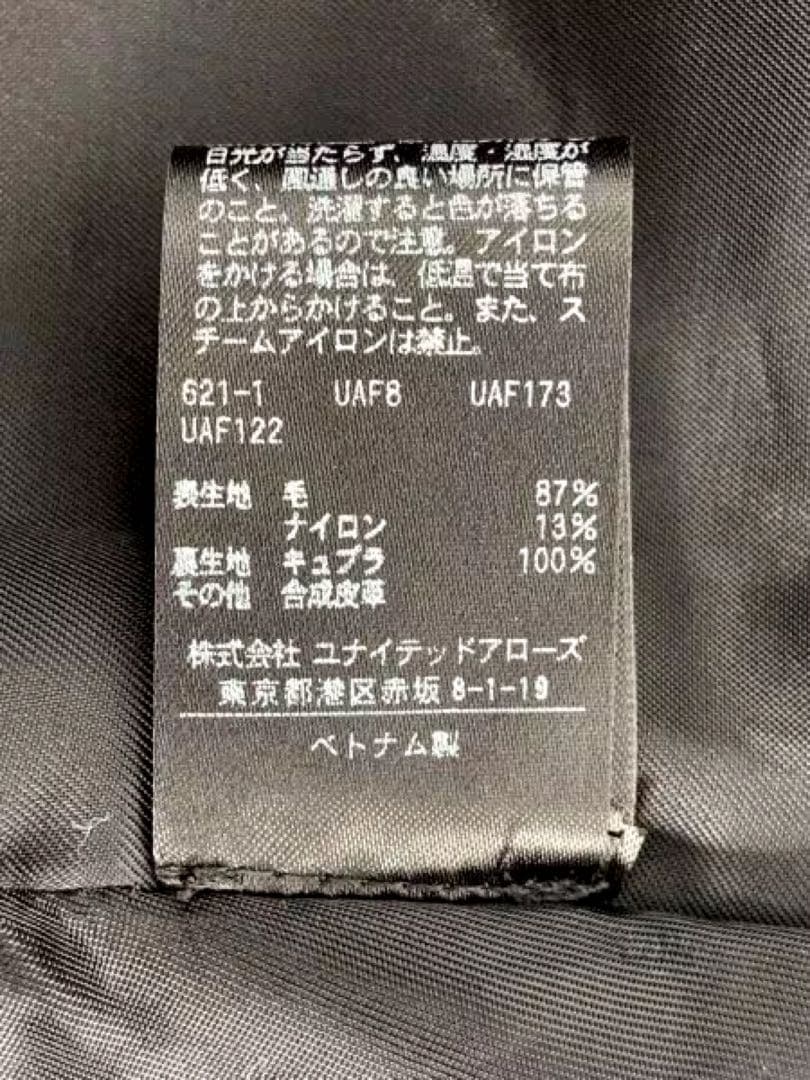 日光が当たらず、温度・湿度が
低く、風通しの良い場所に保管
のこと、洗濯すると色が落ちる
ことがあるので注意。アイロン
をかける場合は、低温で当て布
の上からかけること。また、ス
チームアイロンは禁止。
621-1 UAF8 UAF173
UAF122
表生地 毛 87%
ナイロン 13%
裏生地 キュプラ 100%
その他 合成皮革
株式会社 ユナイテッドアローズ
東京都港区赤坂 8-1-19
ベトナム製